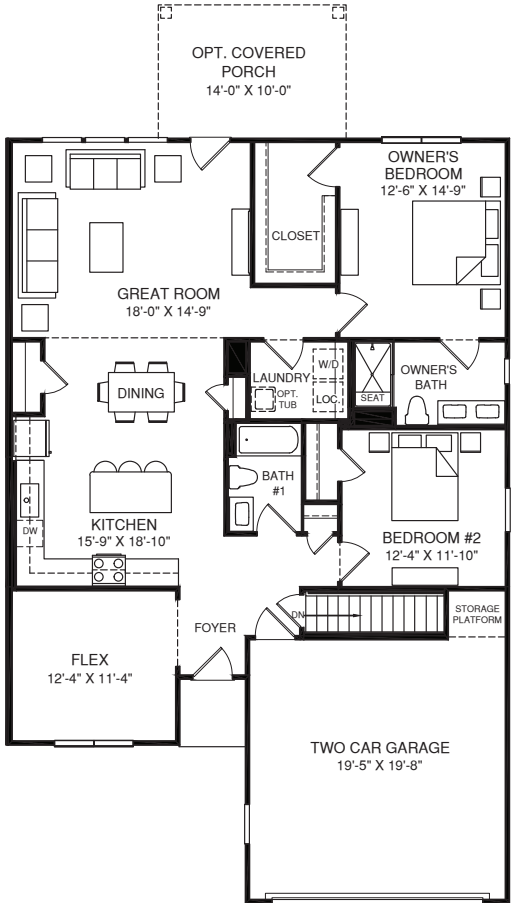 OPT. COVERED
PORCH
14'-0" X 10'-0"
OWNER'S
BEDROOM
12'-6" X 14'-9"
CLOSET
GREAT ROOM
18'-0" X 14'-9"
LAUNDRY
W/D
OPT.
TUB
LOC.
SEAT
OWNER'S
BATH
DINING
BATH
#1
KITCHEN
15'-9" X 18'-10"
DW
BEDROOM #2
12'-4" X 11'-10"
DN
STORAGE
PLATFORM
FOYER
FLEX
12'-4" X 11'-4"
TWO CAR GARAGE
19'-5" X 19'-8"